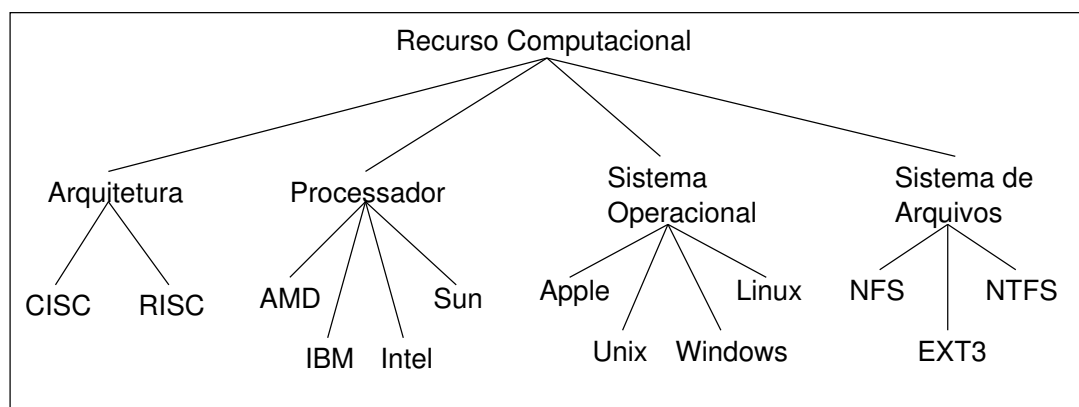 Recurso Computacional
Arquitetura
Processador
Sistema
Operacional
Sistema de
Arquivos
CISC
RISC
AMD
IBM
Intel
Sun
Apple
Unix
Windows
Linux
NFS
EXT3
NTFS